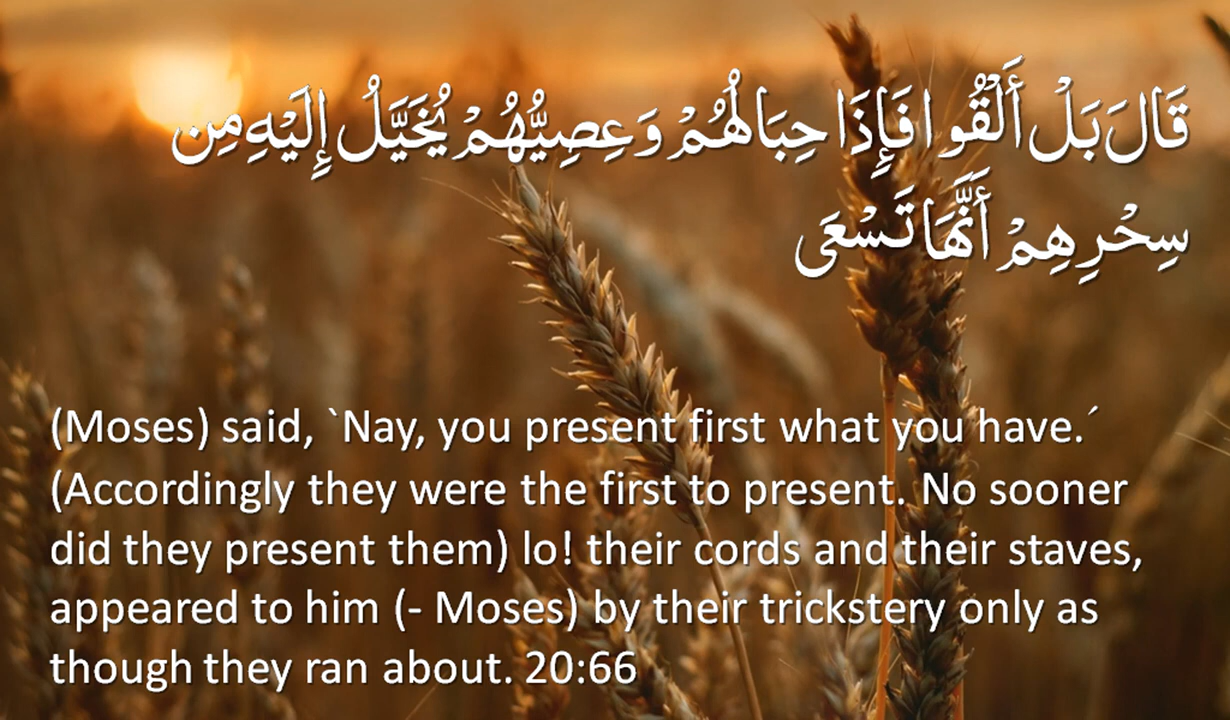 قَالَ بَلْ أَلْقُوا فَإِذَا حِبَالُهُمْ وَعِصِيُّهُمْ يُخَيَّلُ إِلَيْهِ مِن
سِحْرِهِمْ أَنَّهَا تَسْعَى
(Moses) said, `Nay, you present first what you have.´
(Accordingly they were the first to present. No sooner
did they present them) lo! their cords and their staves,
appeared to him (- Moses) by their trickstery only as
though they ran about. 20:66